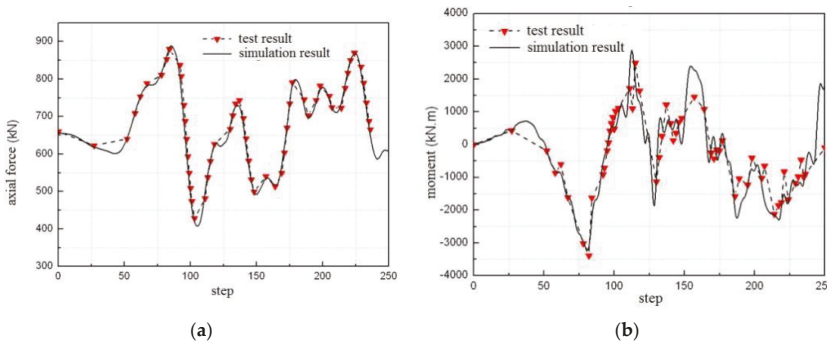 test result
simulation result
900
800
700
600
500
400
300
axial force (kN)
0
50
100
150
200
250
step
(a)
test result
simulation result
4000
3000
2000
1000
0
-1000
-2000
-3000
-4000
moment (kN.m)
0
50
100
150
200
250
step
(b)